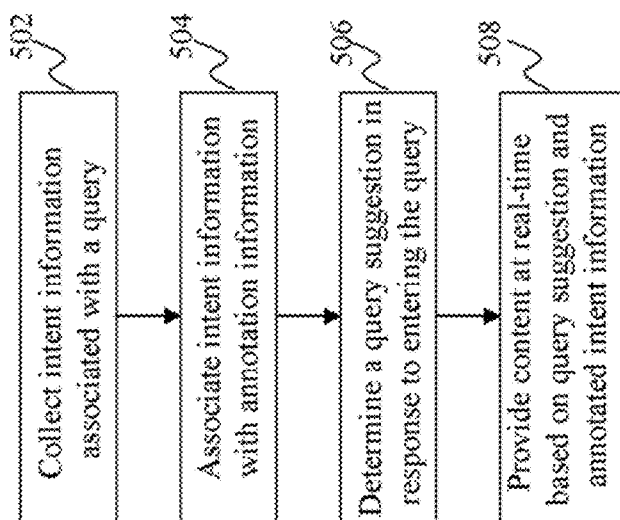 502
Collect intent information
associated with a query
504
Associate intent information
with annotation information
506
Determine a query suggestion in
response to entering the query
508
Provide content at real-time
based on query suggestion and
annotated intent information